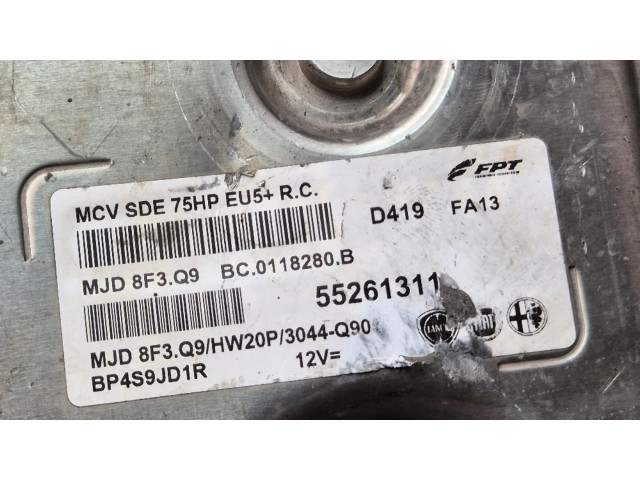 FPT
MCV SDE 75HP EU5+ R.C.
D419 FA13
MJD 8F3.Q9 BC.0118280.B
55261311
MJD 8F3.Q9/HW20P/3044-Q90
BP4S9JD1R 12V=